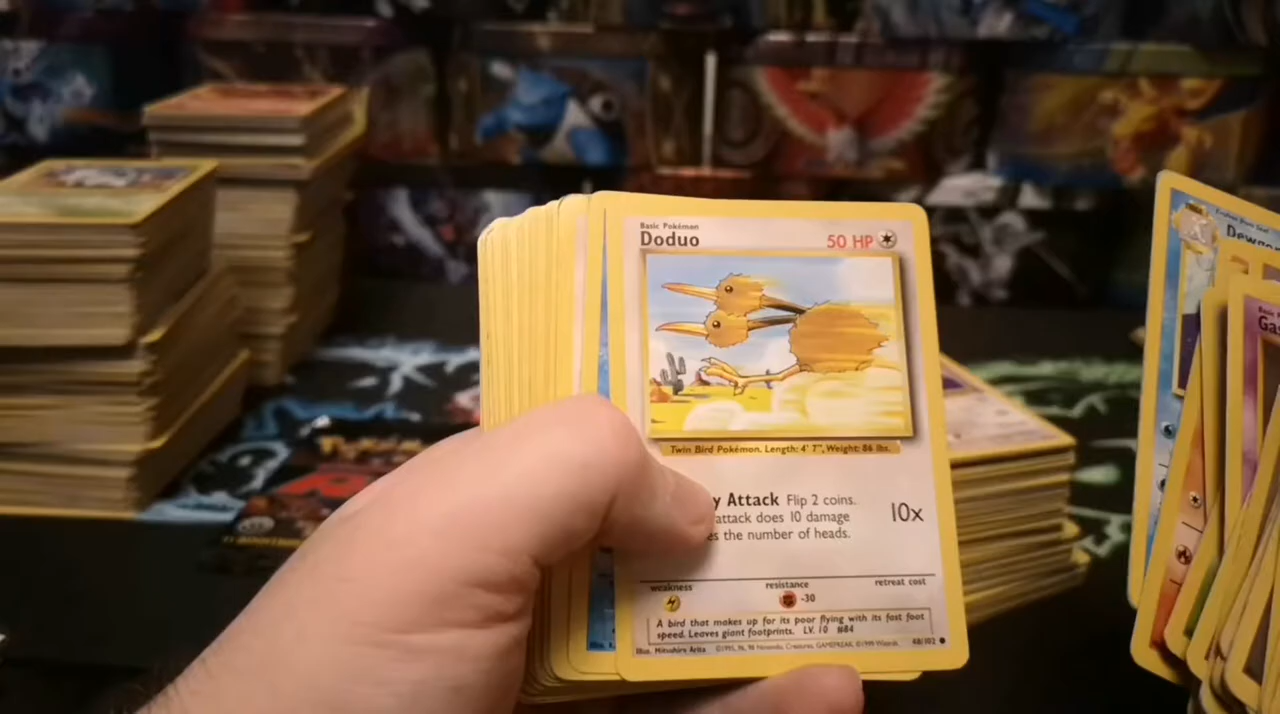 Basic Pokémon
Doduo
50 HP
Twin Bird Pokémon. Length: 4' 7", Weight: 86 lbs.
y Attack Flip 2 coins.
attack does 10 damage
es the number of heads.
10x
weakness
resistance
retreat cost
-30
A bird that makes up for its poor flying with its fast foot
speed. Leaves giant footprints. LV. 10 #84
Illus. Mitsuhiro Arita
©1995, 96, 98 Nintendo, Creatures, GAMEFREAK. ©1999 Wizards.
48/102
Dewgon
Ga